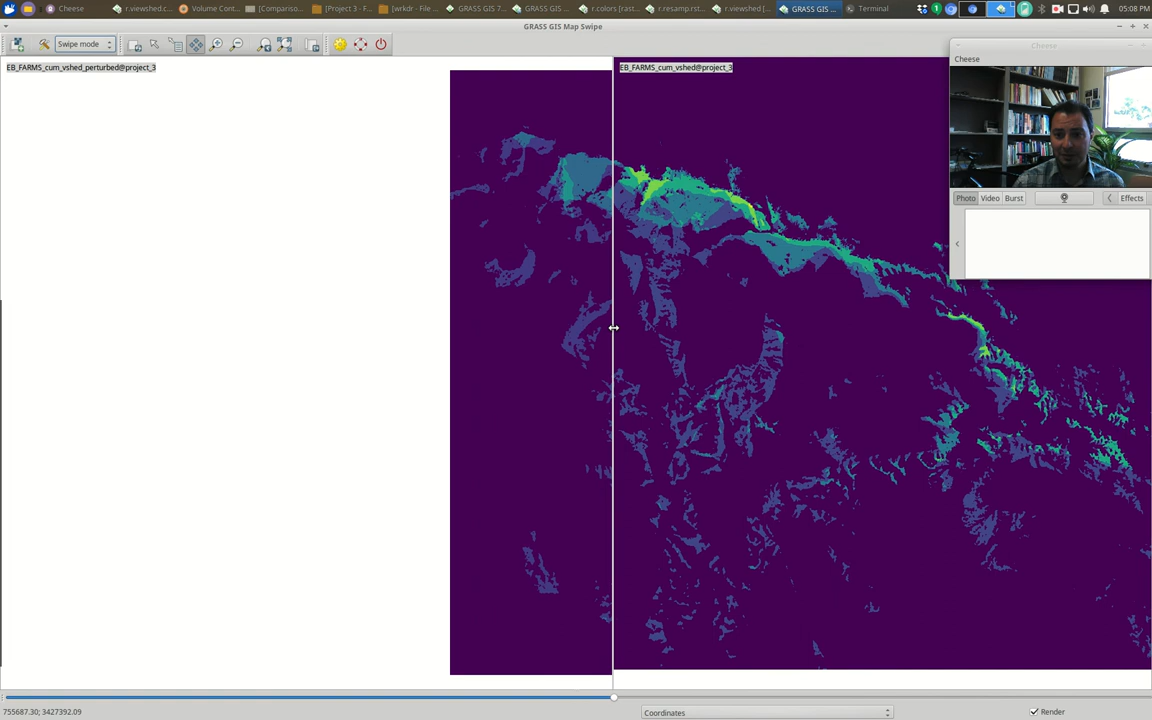 Cheese
r.viewshed.c...
Volume Cont...
[Compariso...
[Project 3 - F...
[wrkdr - File ...
GRASS GIS 7...
GRASS GIS ...
r.colors [rast...
r.resamp.rst...
r.viewshed [...
GRASS GIS ...
Terminal
05:08 PM
GRASS GIS Map Swipe
Swipe mode
Cheese
Cheese
EB_FARMS_cum_vshed_perturbed@project_3
EB_FARMS_cum_vshed@project_3
Photo
Video
Burst
Effects
755687.30; 3427392.09
Coordinates
Render